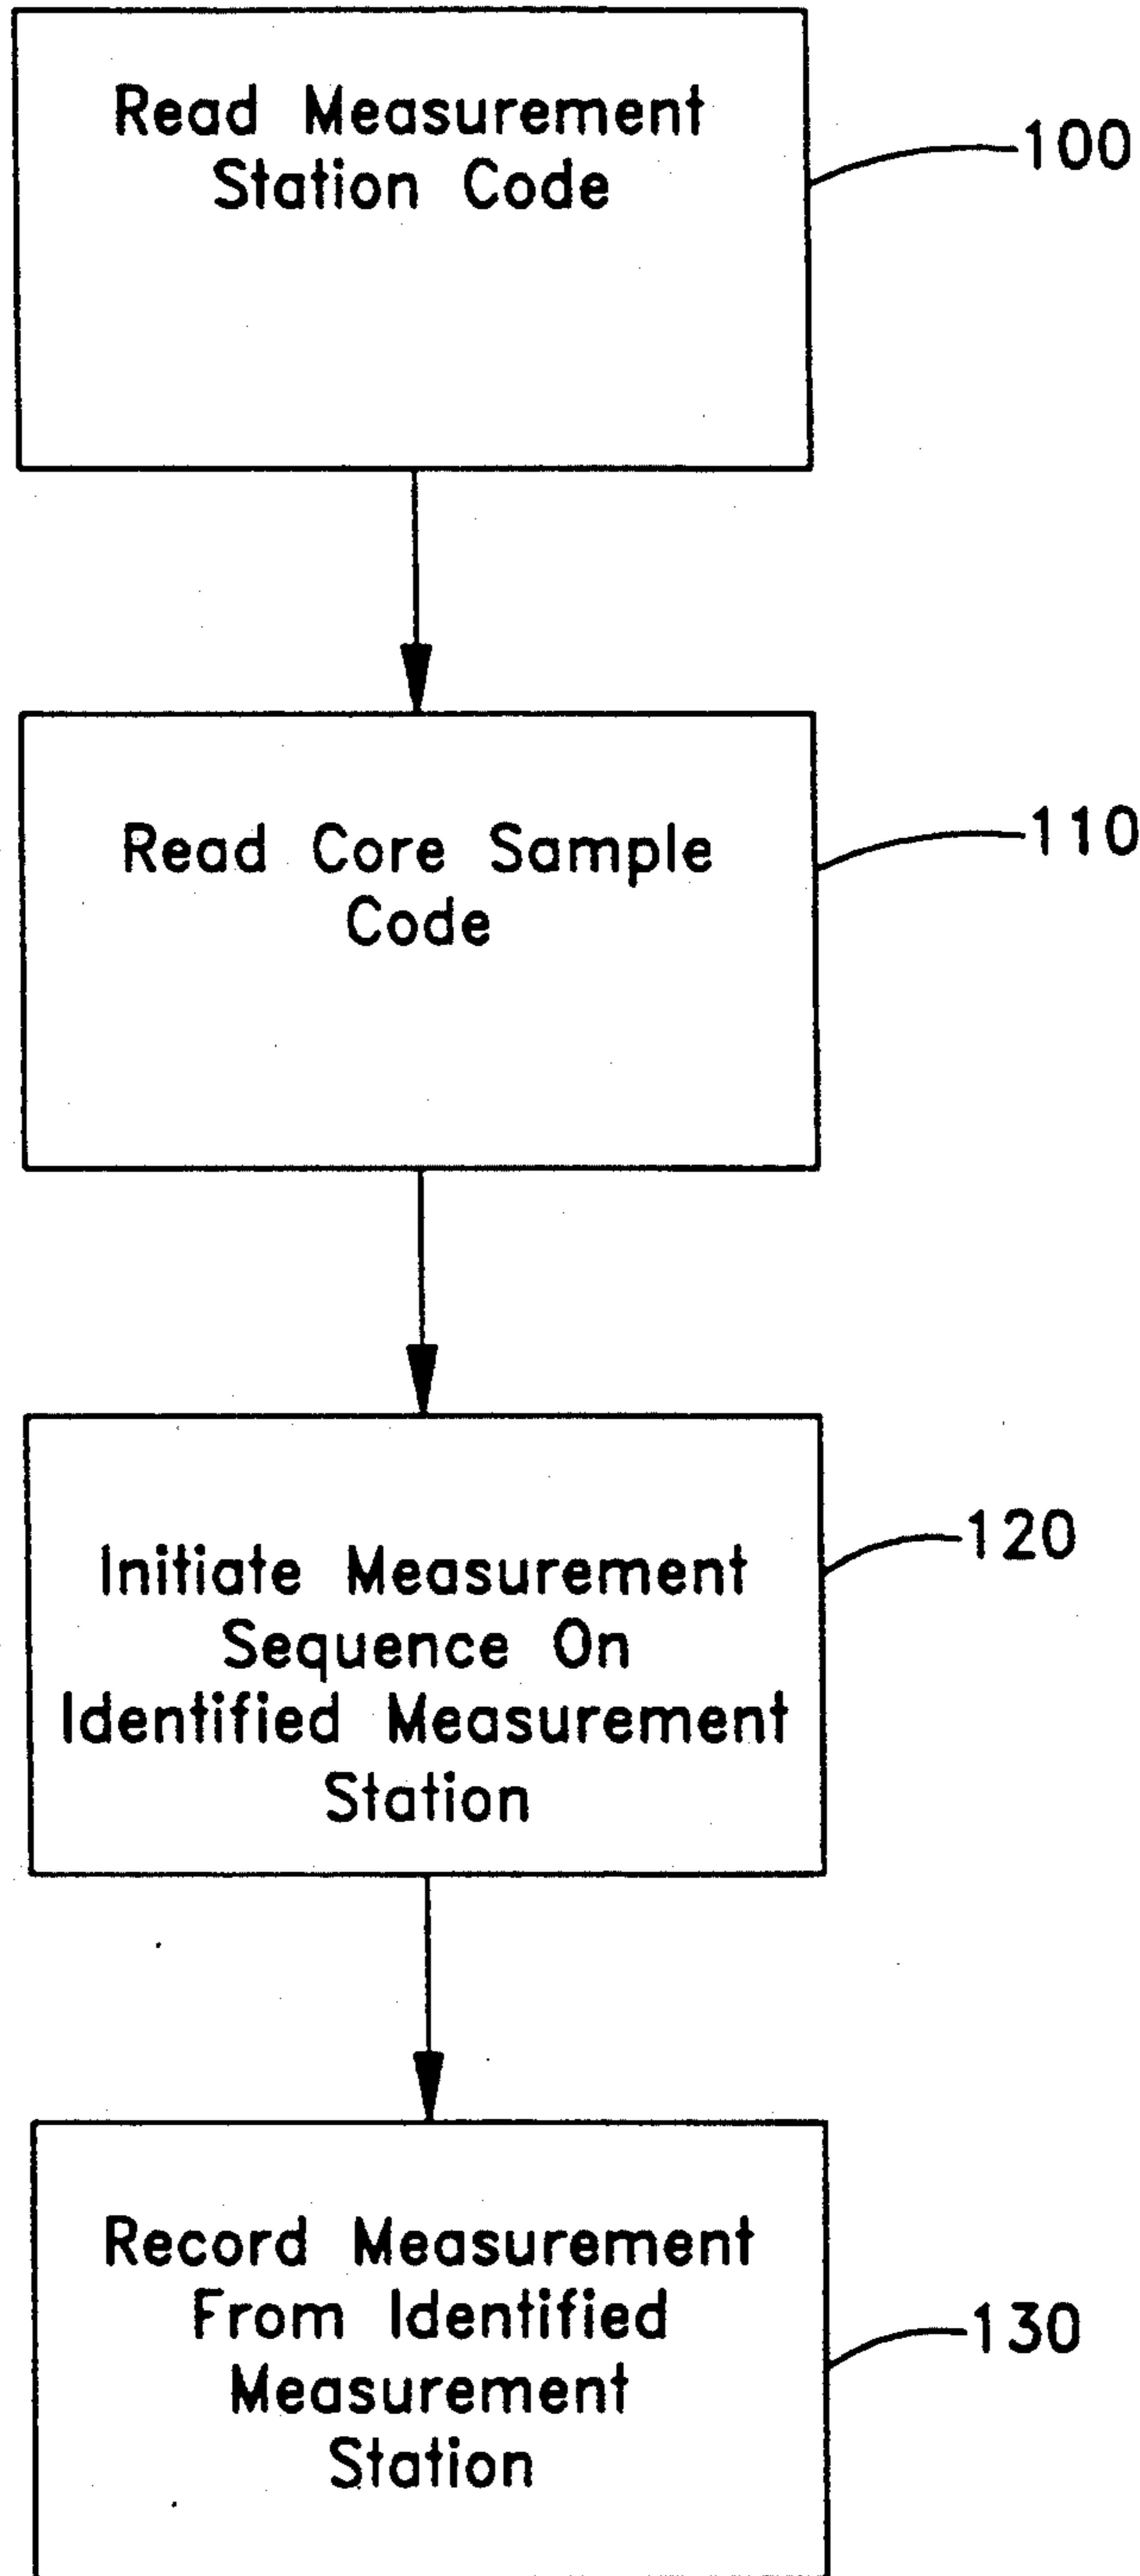 Read Measurement
Station Code
100
Read Core Sample
Code
110
Initiate Measurement
Sequence On
Identified Measurement
Station
120
Record Measurement
From Identified
Measurement
Station
130